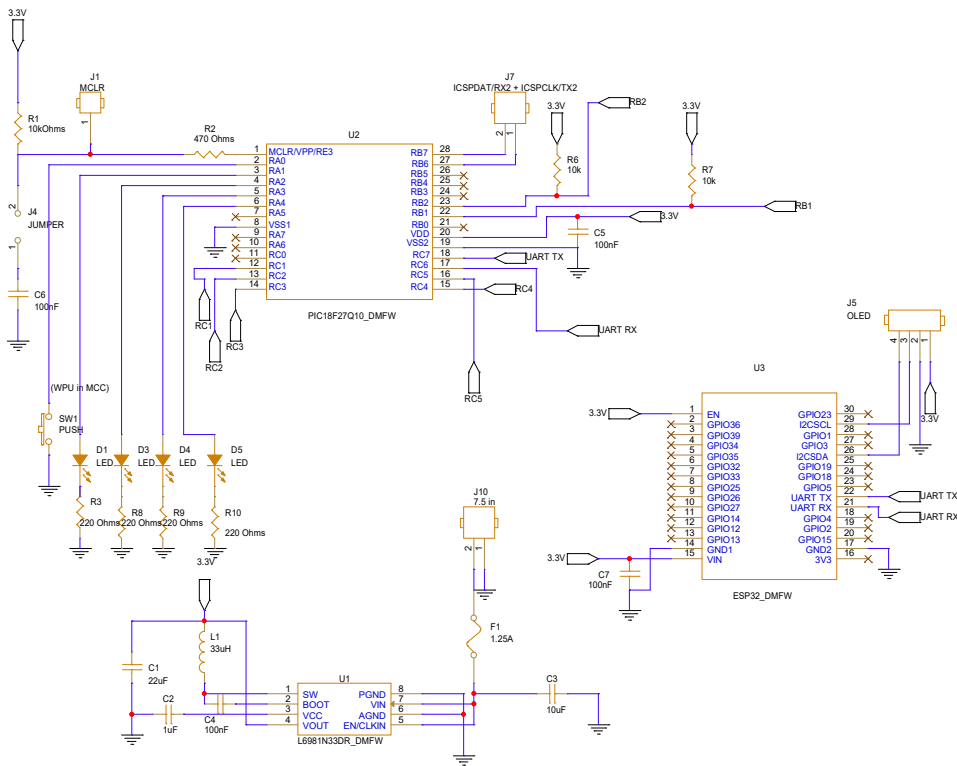 3.3V
J1
MCLR
1
R1
10kOhms
R2
470 Ohms
2
J4
JUMPER
1
C6
100nF
U2
1 MCLR/VPP/RE3
2 RA0
3 RA1
4 RA2
5 RA3
6 RA4
7 RA5
8 VSS1
9 RA7
10 RA6
11 RC0
12 RC1
13 RC2
14 RC3
RB7 28
RB6 27
RB5 26
RB4 25
RB3 24
RB2 23
RB1 22
RB0 21
VDD 20
VSS2 19
RC7 18
RC6 17
RC5 16
RC4 15
PIC18F27Q10_DMFW
J7
ICSPDAT/RX2 + ICSPCLK/TX2
2 1
RB2
3.3V
R6
10k
3.3V
R7
10k
RB1
3.3V
C5
100nF
UART TX
RC4
UART RX
RC5
RC1
RC2
RC3
(WPU in MCC)
SW1
PUSH
D1
LED
D3
LED
D4
LED
D5
LED
R3
220 Ohms
R8
220 Ohms
R9
220 Ohms
R10
220 Ohms
J5
OLED
4 3 2 1
3.3V
U3
3.3V
1 EN
2 GPIO36
3 GPIO39
4 GPIO34
5 GPIO35
6 GPIO32
7 GPIO33
8 GPIO25
9 GPIO26
10 GPIO27
11 GPIO14
12 GPIO12
13 GPIO13
14 GND1
15 VIN
GPIO23 30
I2CSCL 29
GPIO1 28
GPIO3 27
I2CSDA 26
GPIO19 25
GPIO18 24
GPIO5 23
UART TX 22
UART RX 21
GPIO4 18
GPIO2 19
GPIO15 20
GND2 17
3V3 16
UART TX
UART RX
3.3V
C7
100nF
ESP32_DMFW
J10
7.5 in
2 1
F1
1.25A
3.3V
L1
33uH
C1
22uF
C2
1uF
C4
100nF
U1
1 SW
2 BOOT
3 VCC
4 VOUT
PGND 8
VIN 7
AGND 6
EN/CLKIN 5
L6981N33DR_DMFW
C3
10uF